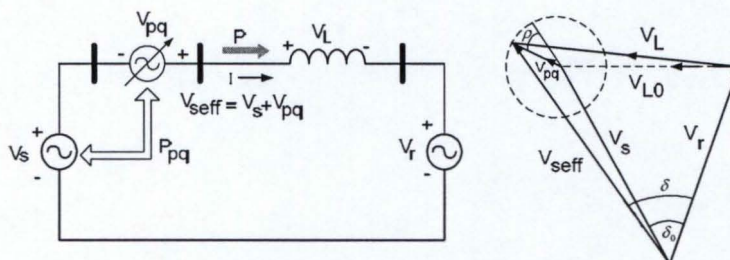 Vpq
P
VL
- +
+ -
I
Vseff = Vs+Vpq
+
Vs
-
Ppq
+
Vr
-
ρ
VL
Vpq
VL0
Vs
Vr
Vseff
δ
δ₀